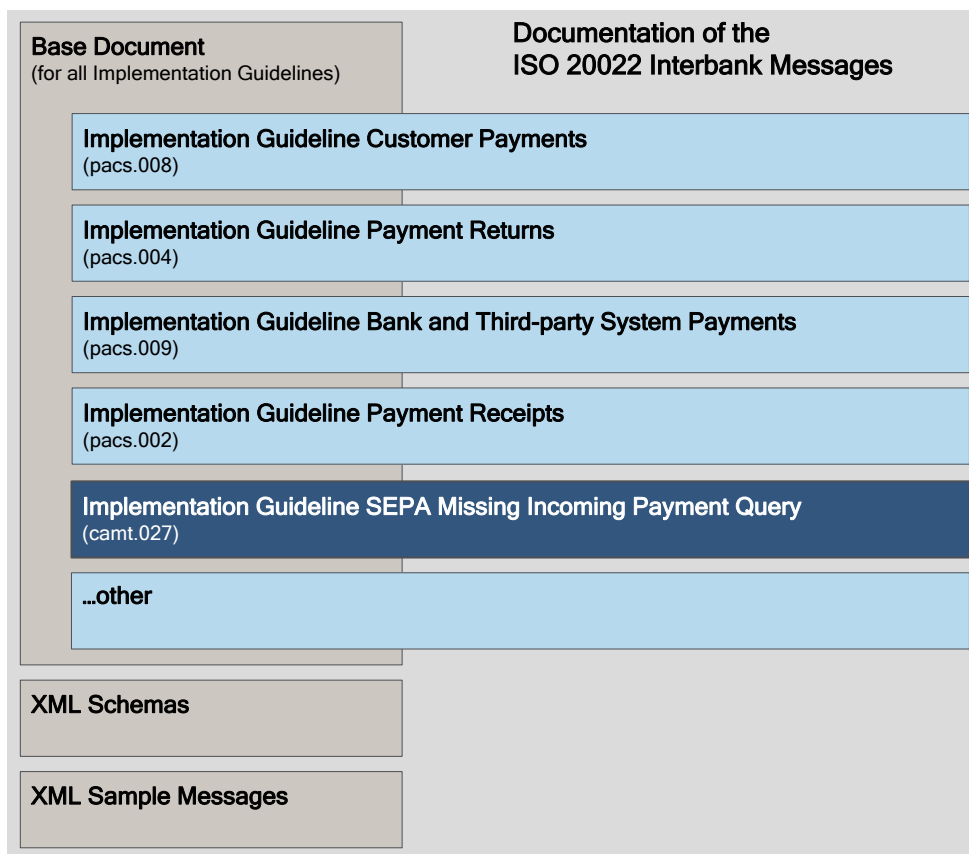 Base Document
(for all Implementation Guidelines)
Documentation of the
ISO 20022 Interbank Messages
Implementation Guideline Customer Payments
(pacs.008)
Implementation Guideline Payment Returns
(pacs.004)
Implementation Guideline Bank and Third-party System Payments
(pacs.009)
Implementation Guideline Payment Receipts
(pacs.002)
Implementation Guideline SEPA Missing Incoming Payment Query
(camt.027)
...other
XML Schemas
XML Sample Messages